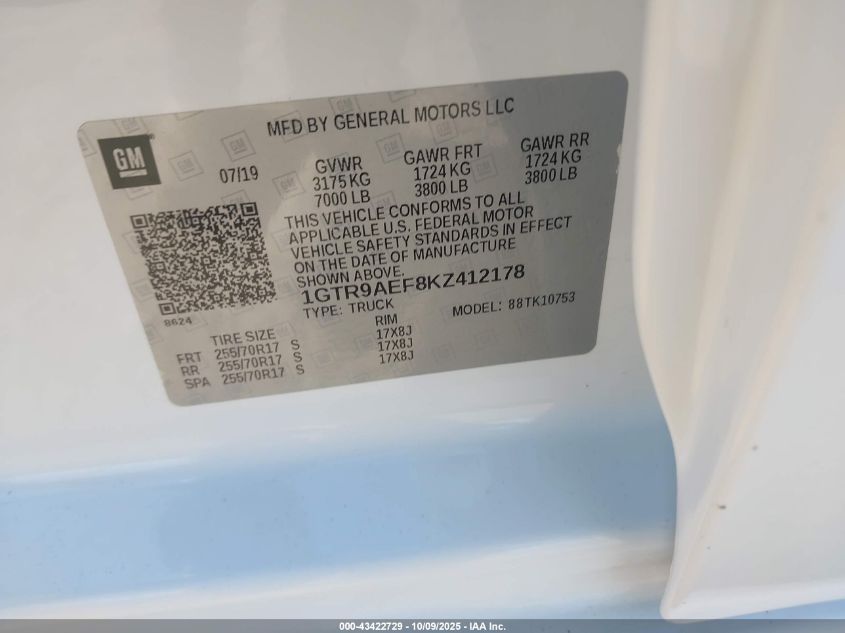 MFD BY GENERAL MOTORS LLC
GM
07/19
GVWR
3175 KG
7000 LB
GAWR FRT
1724 KG
3800 LB
GAWR RR
1724 KG
3800 LB
THIS VEHICLE CONFORMS TO ALL
APPLICABLE U.S. FEDERAL MOTOR
VEHICLE SAFETY STANDARDS IN EFFECT
ON THE DATE OF MANUFACTURE
SHOWN ABOVE.
1GTR9AEF8KZ412178
TYPE: TRUCK
MODEL: 88TK10753
8624
TIRE SIZE
RIM
FRT 255/70R17 S 17X8J
RR 255/70R17 S 17X8J
SPA 255/70R17 S 17X8J
000-43422729 - 10/09/2025 - IAA Inc.